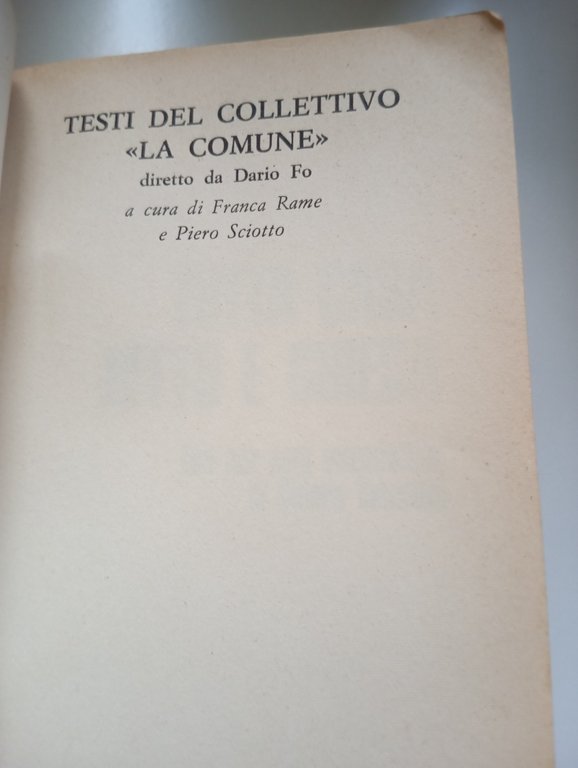 TESTI DEL COLLETTIVO
«LA COMUNE»
diretto da Dario Fo
a cura di Franca Rame
e Piero Sciotto